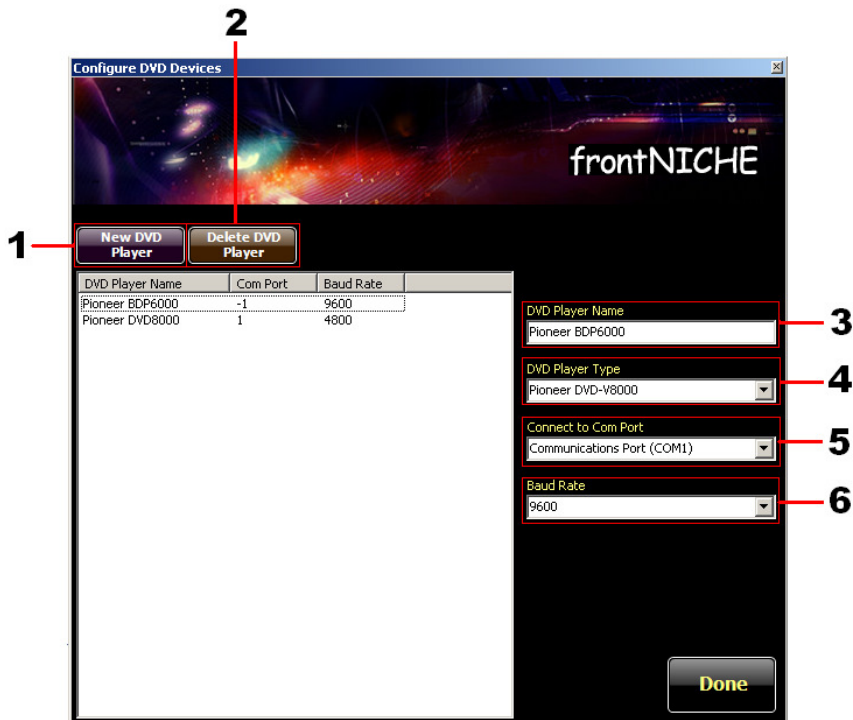 2
Configure DVD Devices
frontNICHE
1
New DVD
Player
Delete DVD
Player
DVD Player Name Com Port Baud Rate
Pioneer BDP6000 -1 9600
Pioneer DVD8000 1 4800
DVD Player Name
Pioneer BDP6000
3
DVD Player Type
Pioneer DVD-V8000
4
Connect to Com Port
Communications Port (COM1)
5
Baud Rate
9600
6
Done